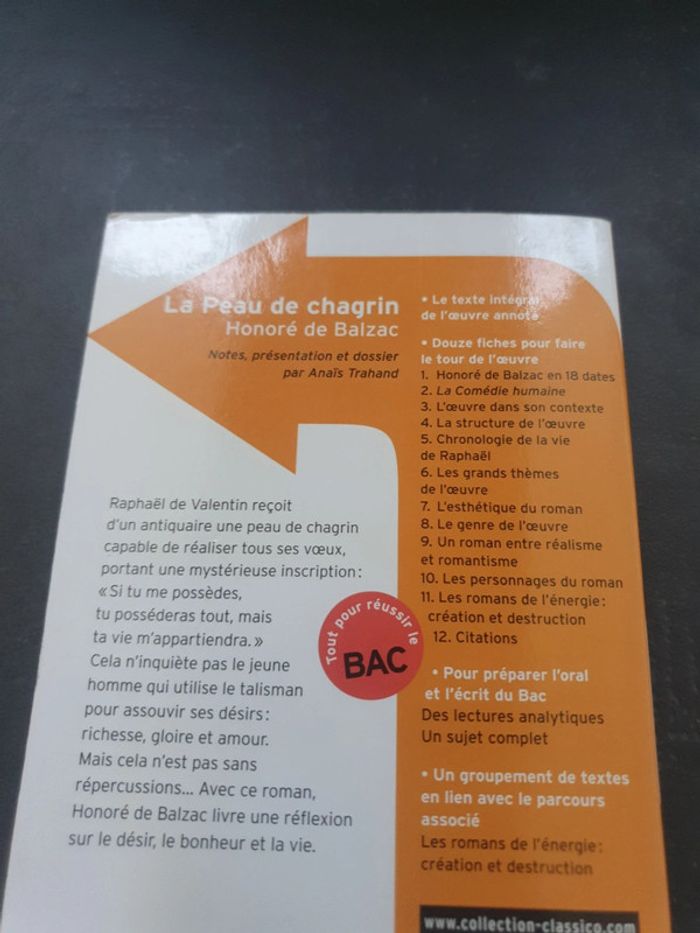 La Peau de chagrin
Honoré de Balzac
Notes, présentation et dossier
par Anaïs Trahand
Raphaël de Valentin reçoit
d'un antiquaire une peau de chagrin
capable de réaliser tous ses vœux,
portant une mystérieuse inscription :
« Si tu me possèdes,
tu posséderas tout, mais
ta vie m'appartiendra. »
Cela n'inquiète pas le jeune
homme qui utilise le talisman
pour assouvir ses désirs :
richesse, gloire et amour.
Mais cela n'est pas sans
répercussions... Avec ce roman,
Honoré de Balzac livre une réflexion
sur le désir, le bonheur et la vie.
Tout pour réussir le
BAC
• Le texte intégral
de l'œuvre annoté
• Douze fiches pour faire
le tour de l'œuvre
1. Honoré de Balzac en 18 dates
2. La Comédie humaine
3. L'œuvre dans son contexte
4. La structure de l'œuvre
5. Chronologie de la vie
de Raphaël
6. Les grands thèmes
de l'œuvre
7. L'esthétique du roman
8. Le genre de l'œuvre
9. Un roman entre réalisme
et romantisme
10. Les personnages du roman
11. Les romans de l'énergie :
création et destruction
12. Citations
• Pour préparer l'oral
et l'écrit du Bac
Des lectures analytiques
Un sujet complet
• Un groupement de textes
en lien avec le parcours
associé
Les romans de l'énergie :
création et destruction
www.collection-classico.com